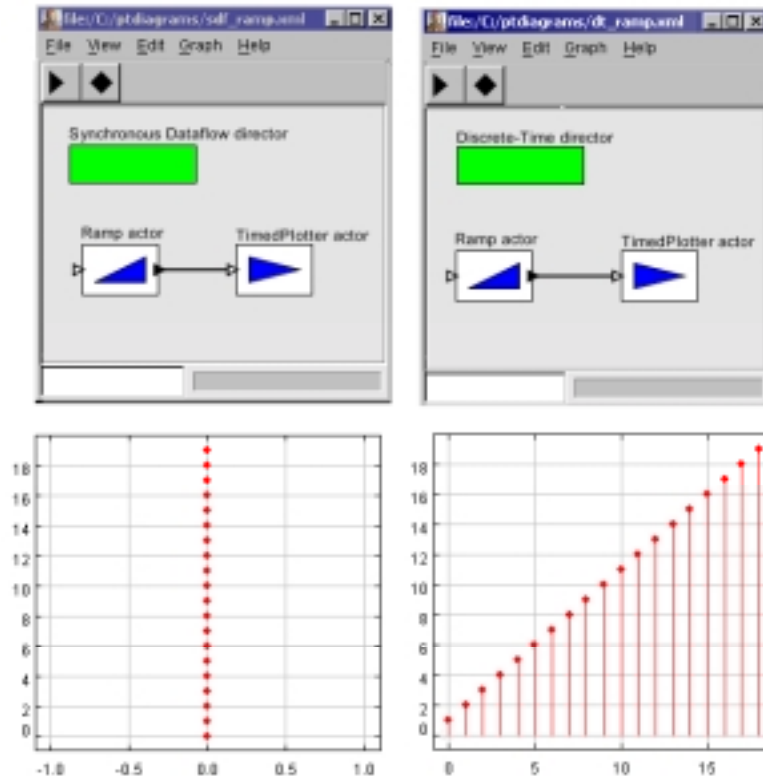 file:/C:/ptdiagrams/sdf_ramp.xml
File View Edit Graph Help
Synchronous Dataflow director
Ramp actor
TimedPlotter actor
file:/C:/ptdiagrams/dt_ramp.xml
File View Edit Graph Help
Discrete-Time director
Ramp actor
TimedPlotter actor
18
16
14
12
10
8
6
4
2
0
-1.0 -0.5 0.0 0.5 1.0
18
16
14
12
10
8
6
4
2
0
0 5 10 15